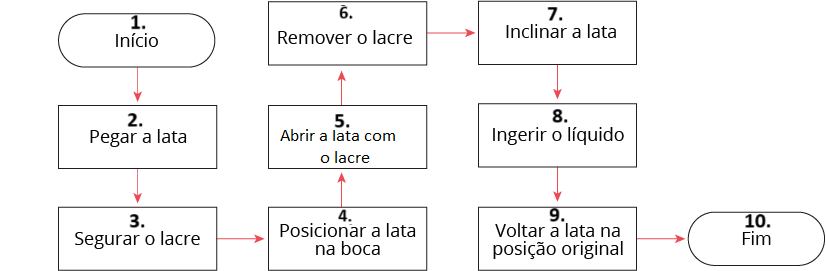 1.
Início
2.
Pegar a lata
3.
Segurar o lacre
4.
Posicionar a lata
na boca
5.
Abrir a lata com
o lacre
6.
Remover o lacre
7.
Inclinar a lata
8.
Ingerir o líquido
9.
Voltar a lata na
posição original
10.
Fim